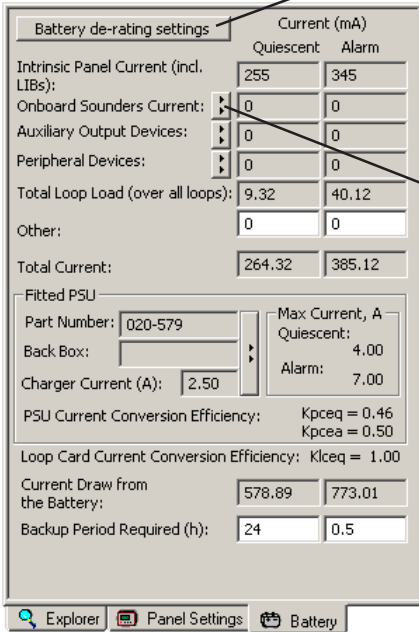 Battery de-rating settings
Current (mA)
Quiescent Alarm
Intrinsic Panel Current (incl. LIBs): 255 345
Onboard Sounders Current: 0 0
Auxiliary Output Devices: 0 0
Peripheral Devices: 0 0
Total Loop Load (over all loops): 9.32 40.12
Other: 0 0
Total Current: 264.32 385.12
Fitted PSU
Part Number: 020-579
Back Box:
Charger Current (A): 2.50
Max Current, A
Quiescent:
4.00
Alarm:
7.00
PSU Current Conversion Efficiency: Kpceq = 0.46
Kpcea = 0.50
Loop Card Current Conversion Efficiency: Klceq = 1.00
Current Draw from
the Battery: 578.89 773.01
Backup Period Required (h): 24 0.5
Explorer Panel Settings Battery